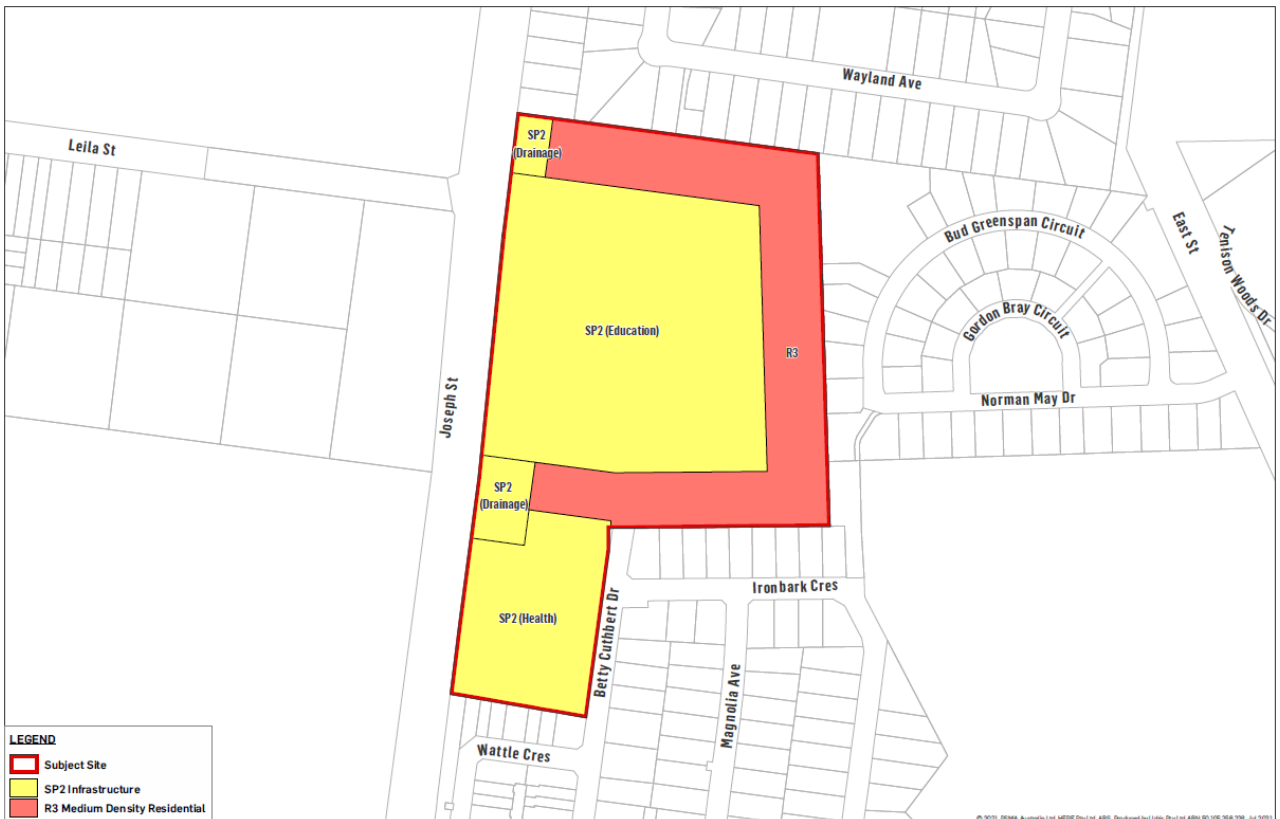 Wayland Ave
Leila St
SP2
(Drainage)
East St
Tenison Woods Dr
Bud Greenspan Circuit
Gordon Bray Circuit
SP2 (Education)
R3
Joseph St
Norman May Dr
SP2
(Drainage)
Ironbark Cres
SP2 (Health)
Betty Cuthbert Dr
Magnolia Ave
Wattle Cres
LEGEND
Subject Site
SP2 Infrastructure
R3 Medium Density Residential